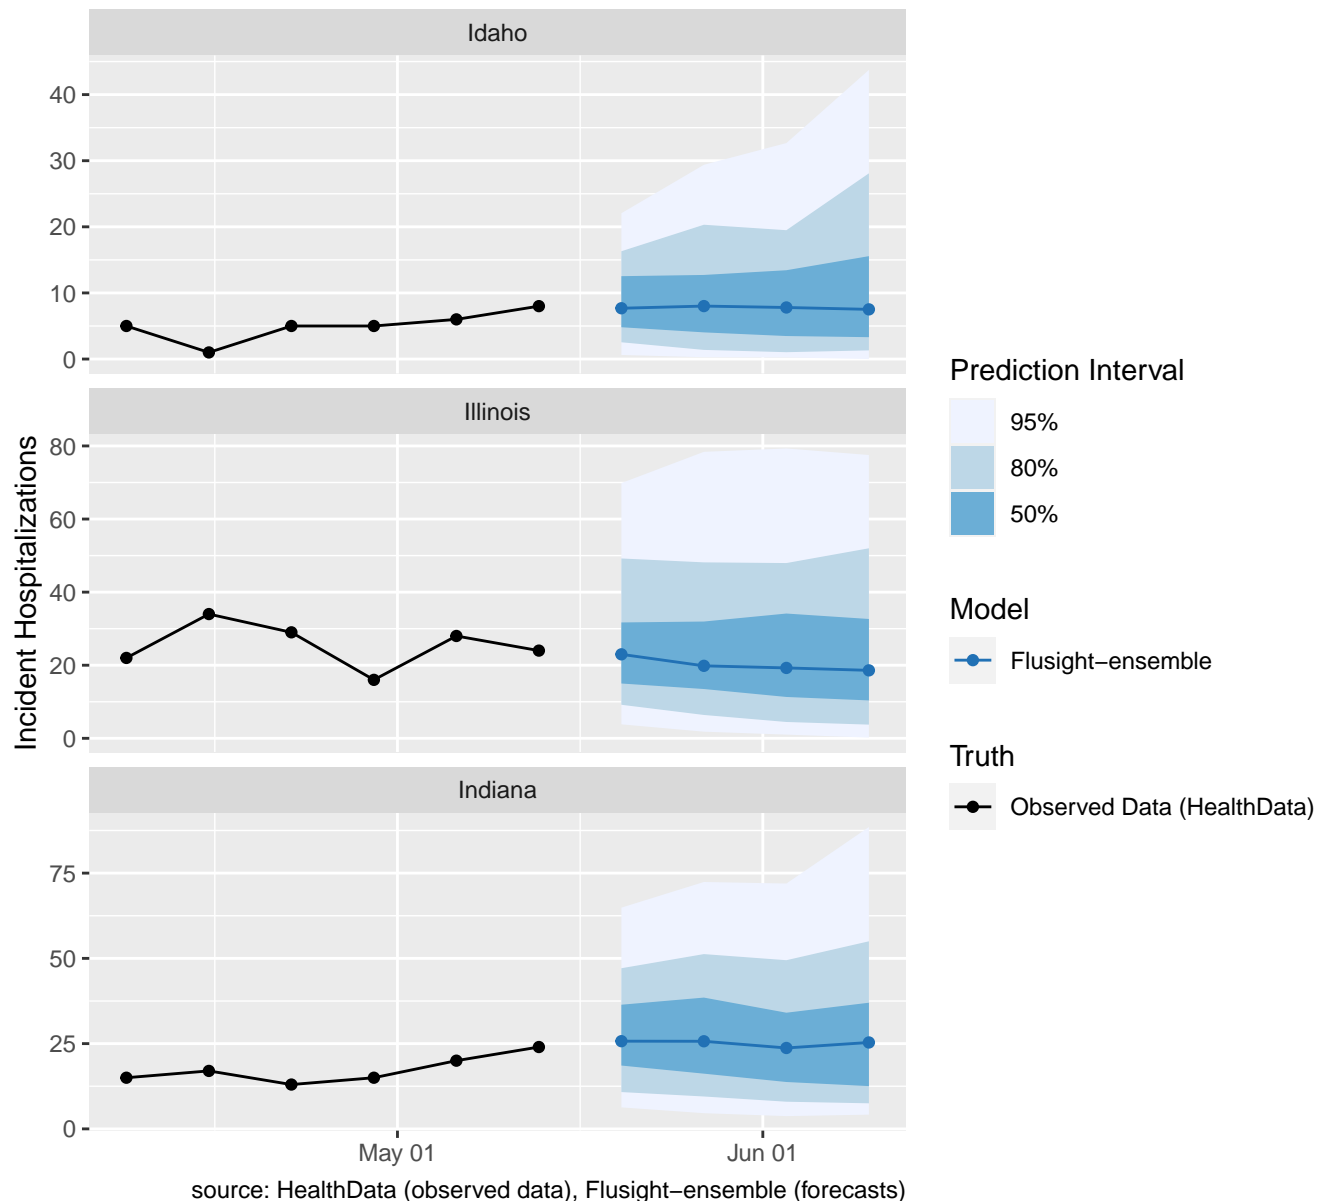 Idaho
40
30
20
10
0
Illinois
80
60
40
20
0
Indiana
75
50
25
0
May 01
Jun 01
Incident Hospitalizations
source: HealthData (observed data), Flusight−ensemble (forecasts)
Prediction Interval
95%
80%
50%
Model
Flusight−ensemble
Truth
Observed Data (HealthData)